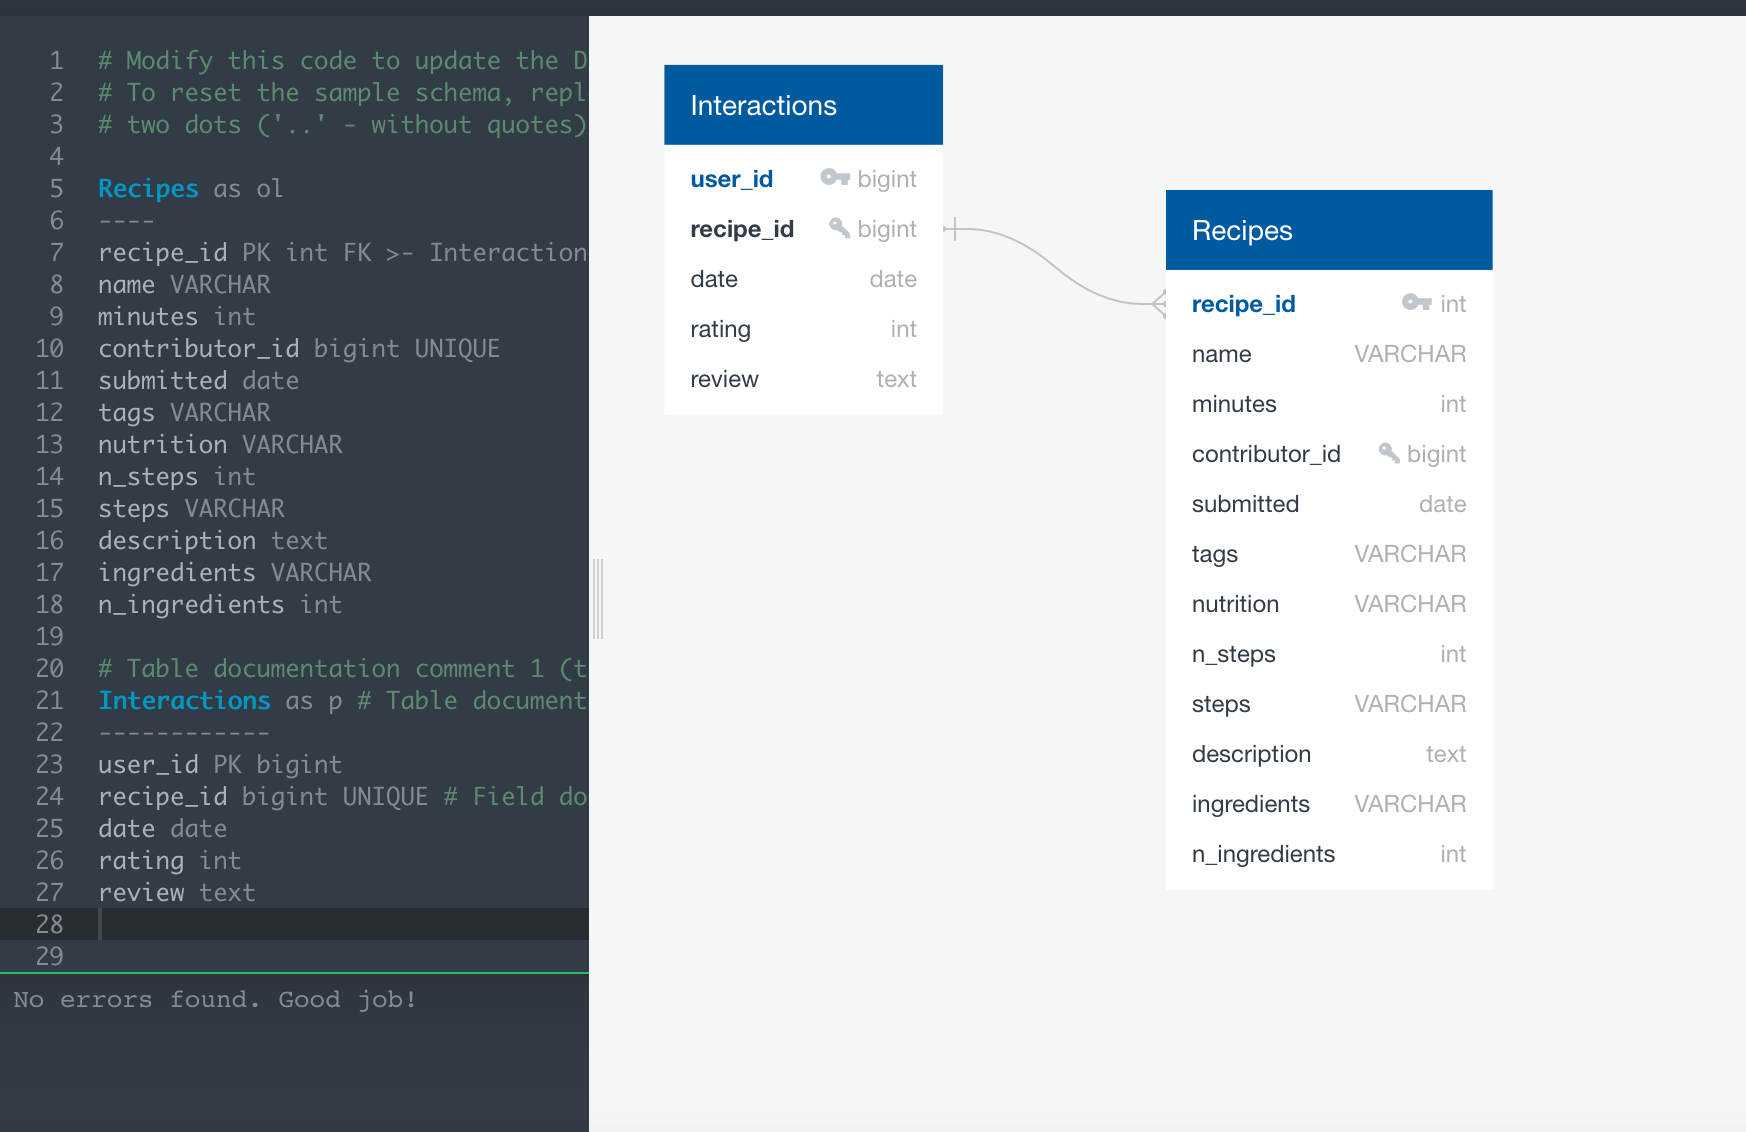 1 # Modify this code to update the D
2 # To reset the sample schema, repl
3 # two dots ('..' - without quotes)
4
5 Recipes as ol
6 ----
7 recipe_id PK int FK >- Interaction
8 name VARCHAR
9 minutes int
10 contributor_id bigint UNIQUE
11 submitted date
12 tags VARCHAR
13 nutrition VARCHAR
14 n_steps int
15 steps VARCHAR
16 description text
17 ingredients VARCHAR
18 n_ingredients int
19
20 # Table documentation comment 1 (t
21 Interactions as p # Table document
22 ------------
23 user_id PK bigint
24 recipe_id bigint UNIQUE # Field do
25 date date
26 rating int
27 review text
28
29
No errors found. Good job!
Interactions
user_id bigint
recipe_id bigint
date date
rating int
review text
Recipes
recipe_id int
name VARCHAR
minutes int
contributor_id bigint
submitted date
tags VARCHAR
nutrition VARCHAR
n_steps int
steps VARCHAR
description text
ingredients VARCHAR
n_ingredients int